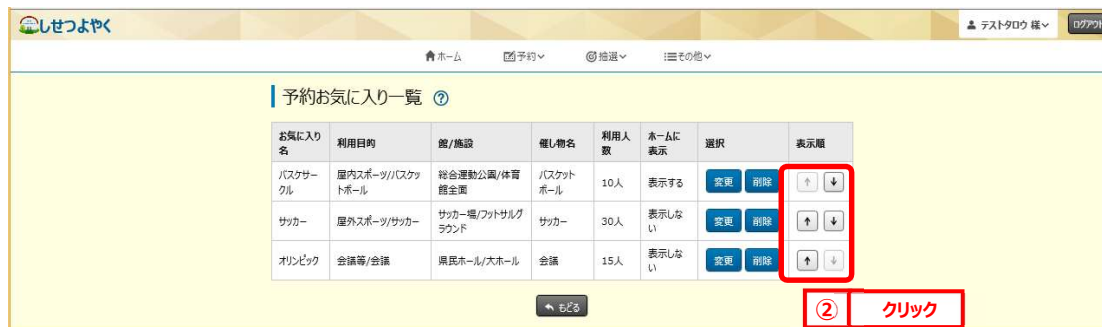 しせつよやく
テストタロウ 様
ログアウト
ホーム 予約 抽選 その他
予約お気に入り一覧 ?
お気に入り名 利用目的 館/施設 催し物名 利用人数 ホームに表示 選択 表示順
バスケサークル 屋内スポーツ/バスケットボール 総合運動公園/体育館全面 バスケットボール 10人 表示する 変更 削除 ↑ ↓
サッカー 屋外スポーツ/サッカー サッカー場/フットサルグラウンド サッカー 30人 表示しない 変更 削除 ↑ ↓
オリンピック 会議等/会議 県民ホール/大ホール 会議 15人 表示しない 変更 削除 ↑ ↓
もどる
② クリック